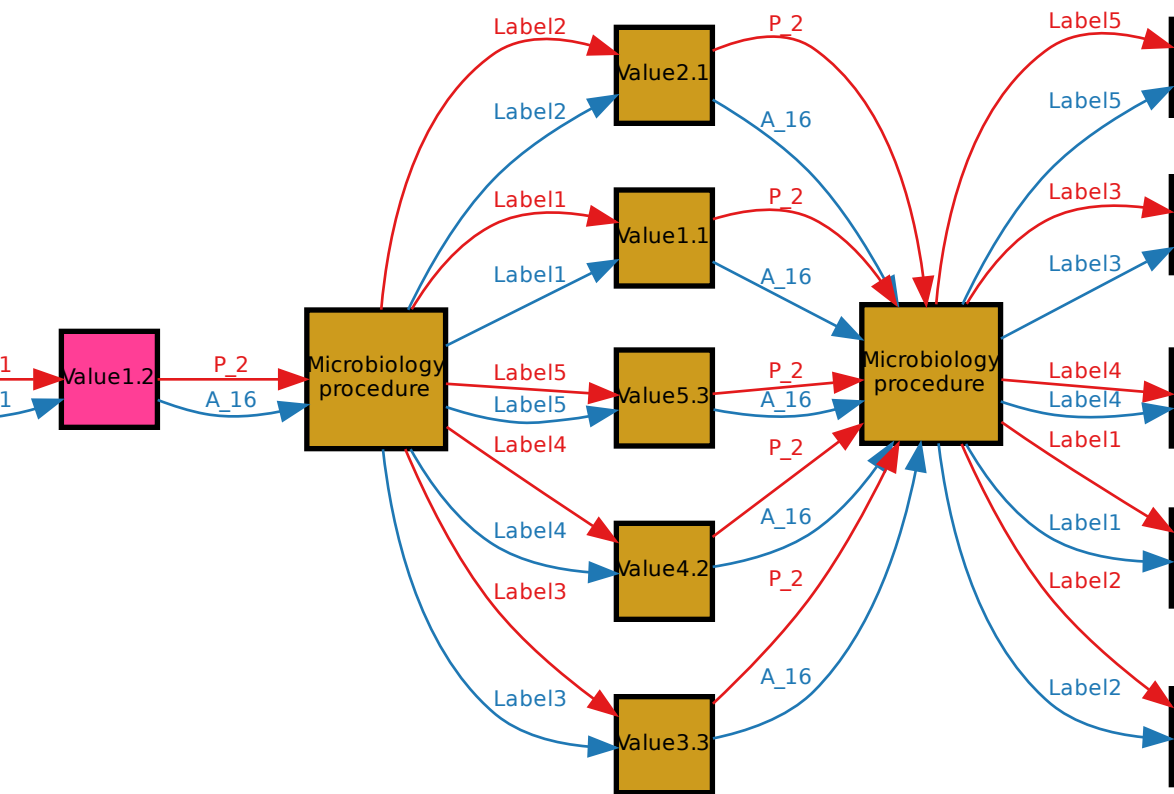 Label2
P_2
Label5
Value2.1
Label2
A_16
Label5
Label1
P_2
Label3
Value1.1
Label1
A_16
Label3
1
Value1.2
P_2
Microbiology
procedure
Label5
Value5.3
P_2
Microbiology
procedure
Label4
1
A_16
Label5
A_16
Label4
Label4
P_2
Label1
Label4
Value4.2
A_16
Label1
Label3
P_2
Label2
Label3
Value3.3
A_16
Label2